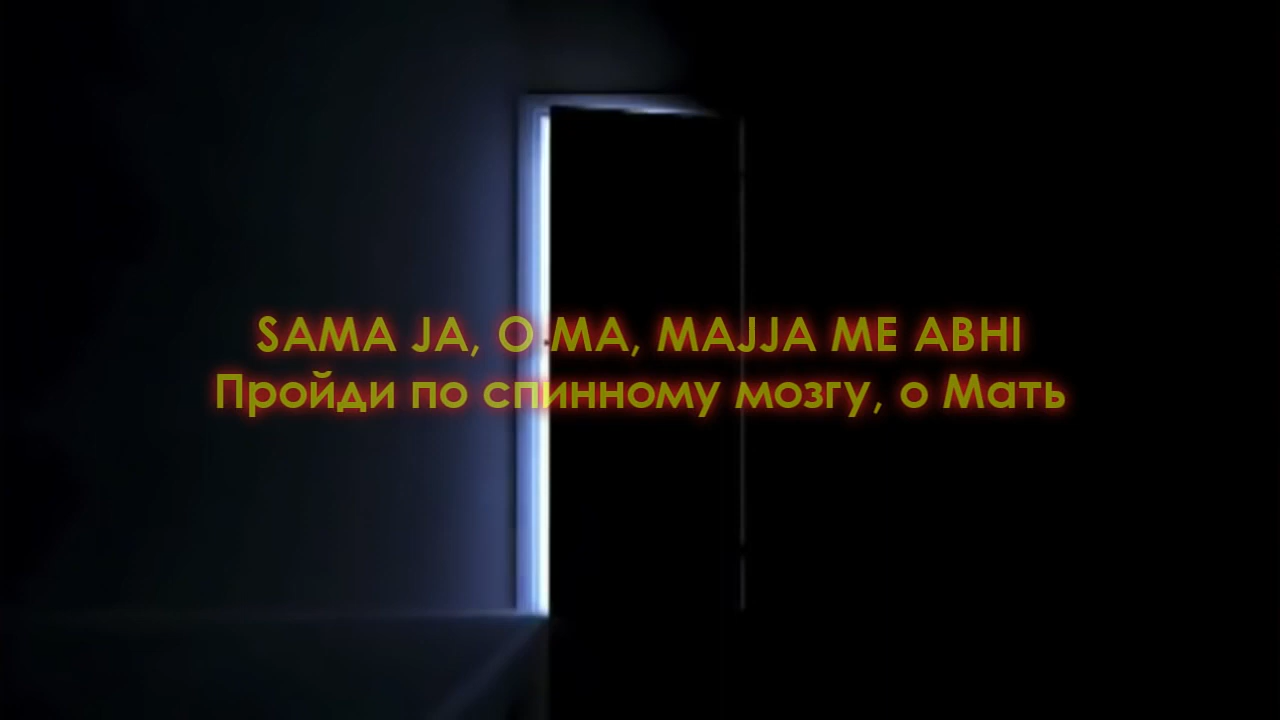 SAMA JA, O MA, MAJJA ME ABHI
Пройди по спинному мозгу, о Мать